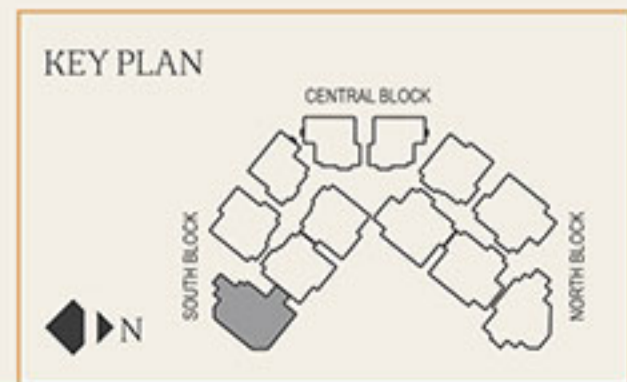 KEY PLAN
CENTRAL BLOCK
SOUTH BLOCK
NORTH BLOCK
N